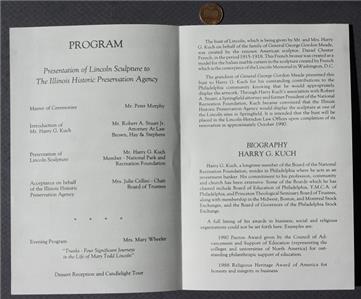 PROGRAM
Presentation of Lincoln Sculpture to
The Illinois Historic Preservation Agency
Master of Ceremonies
Mr. Peter Murphy
Introduction of
Mr. Harry G. Kuch
Mr. Robert A. Stuart Jr.
Attorney At Law
Brown, Hay & Stephens
Presentation of
Lincoln Sculpture
Mr. Harry G. Kuch
Member - National Park and
Recreation Foundation
Acceptance on Behalf
of the Illinois Historic
Preservation Agency
Mrs. Julie Cellini - Chair
Board of Trustees
* * * *
Evening Program
Mrs. Mary Wheeler
"Trunks - Four Significant Journeys
in the Life of Mary Todd Lincoln"
Dessert Reception and Candlelight Tour
The bust of Lincoln, which is being given by Mr. and Mrs. Harry
G. Kuch on behalf of the family of General George Gordon Meade,
was created by the renown American sculptor, Daniel Chester
French, in the period 1915-1918. This French bronze was created as a
model for the Italian marble carvers in the sculpture created by French
which is the centerpiece of the Lincoln Memorial in Washington, D.C.
The grandson of General George Gordon Meade presented this
bust to Harry G. Kuch for his outstanding contributions to the
Philadelphia community knowing that he would appropriately
display the artwork. Through Harry Kuch's association with Robert
A. Stuart, a Springfield attorney and former President of the National
Recreation Foundation, Kuch became convinced that the Illinois
Historic Preservation Agency would display the sculpture at one of
the Lincoln sites in Springfield. It is intended that the bust will be
placed in the Lincoln-Herndon Law Offices upon completion of its
renovation in approximately October 1990.
BIOGRAPHY
HARRY G. KUCH
Harry G. Kuch, a longtime member of the Board of the National
Recreation Foundation, resides in Philadelphia where he acts as an
investment banker. His commitment to his profession, community
and church has been extensive. Some of the Boards which he has
chaired include Board of Education of Philadelphia, Y.M.C.A. of
Philadelphia, and Princeton Theological Seminary Board of Trustees,
along with membership in the Midwest, Boston, and Montreal Stock
Exchanges, and the Board of Governors of the Philadelphia Stock
Exchange.
A full listing of his awards in business, social and religious
organizations could not be set forth here. Examples are:
1990 Pacton Award given by the Council of Ad-
vancement and Support of Education (representing the
colleges and universities of North America) for out-
standing philanthropic support of education.
1988 Religious Heritage Award of America for
honesty and integrity in business